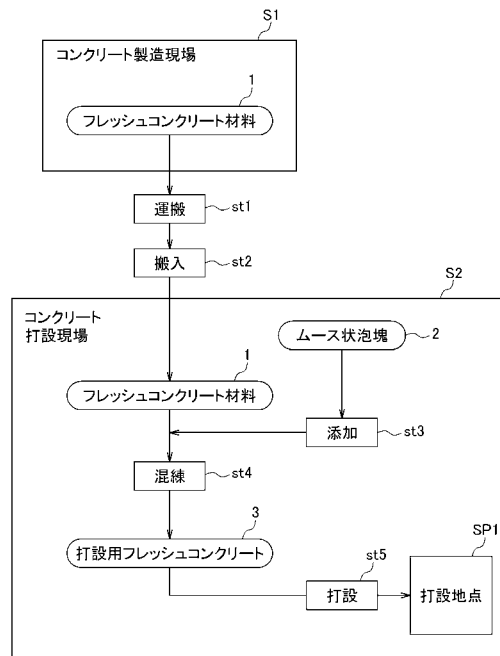 S1
コンクリート製造現場
1
フレッシュコンクリート材料
運搬
st1
搬入
st2
S2
コンクリート
打設現場
ムース状泡塊
2
1
フレッシュコンクリート材料
添加
st3
混練
st4
3
打設用フレッシュコンクリート
st5
打設
SP1
打設地点